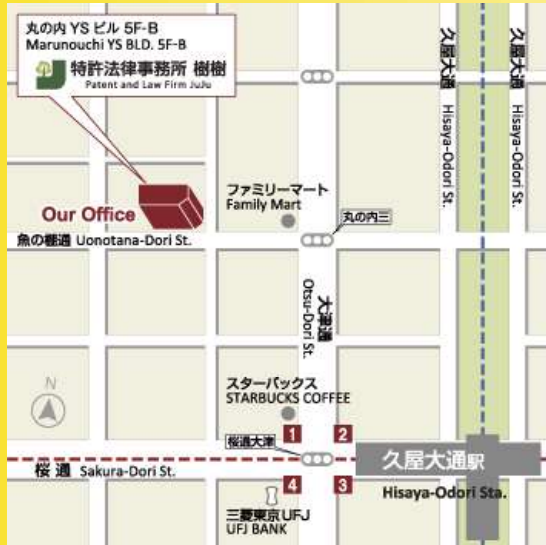 丸の内 YS ビル 5F-B
Marunouchi YS BLD. 5F-B
特許法律事務所 樹樹
Patent and Law Firm JuJu
久屋大通 Hisaya-Odori St.
久屋大通 Hisaya-Odori St.
ファミリーマート
Family Mart
Our Office
丸の内三
魚の棚通 Uonotana-Dori St.
大津通
Otsu-Dori St.
N
スターバックス
STARBUCKS COFFEE
1
2
桜通大津
久屋大通駅
桜 通 Sakura-Dori St.
4
3
Hisaya-Odori Sta.
三菱東京UFJ
UFJ BANK